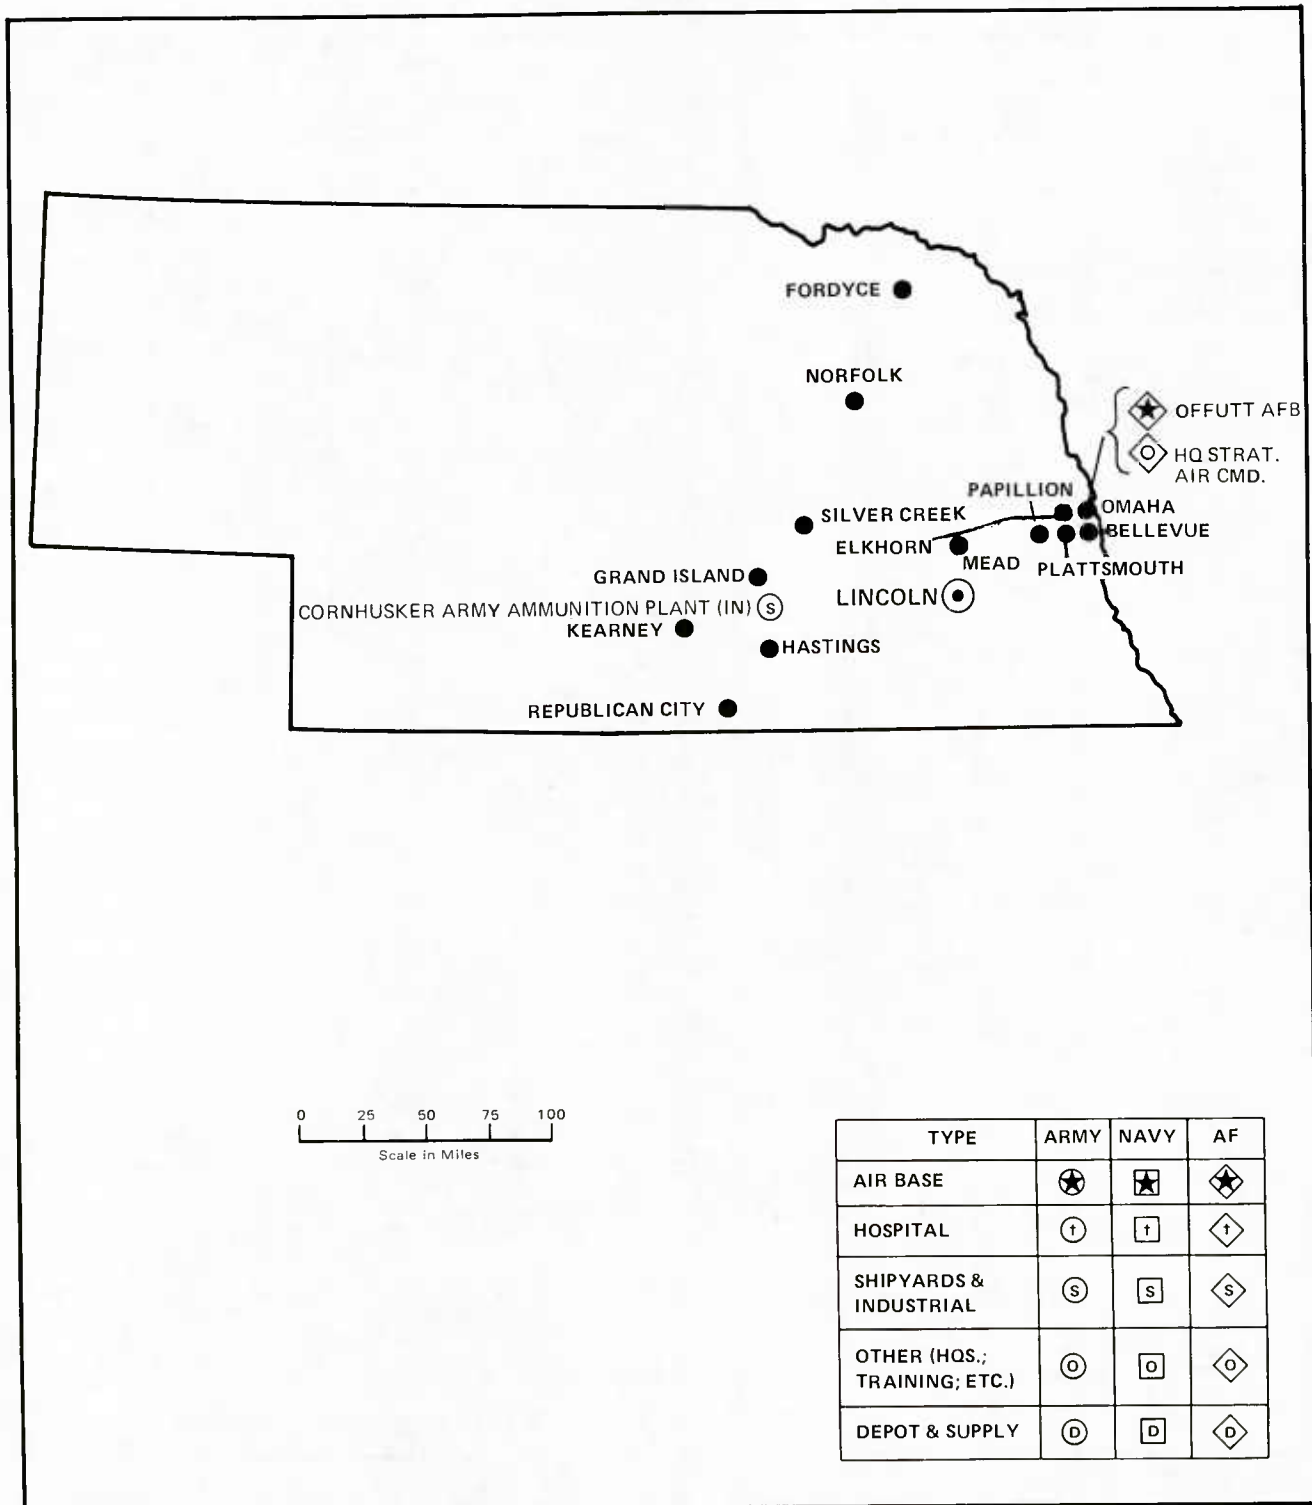 FORDYCE
NORFOLK
OFFUTT AFB
HQ STRAT.
AIR CMD.
PAPILLION
OMAHA
SILVER CREEK
BELLEVUE
ELKHORN
MEAD
PLATTSMOUTH
GRAND ISLAND
LINCOLN
CORNHUSKER ARMY AMMUNITION PLANT (IN) S
KEARNEY
HASTINGS
REPUBLICAN CITY
0 25 50 75 100
Scale in Miles
TYPE ARMY NAVY AF
AIR BASE
HOSPITAL † † †
SHIPYARDS &
INDUSTRIAL S S S
OTHER (HQS.;
TRAINING; ETC.) O O O
DEPOT & SUPPLY D D D